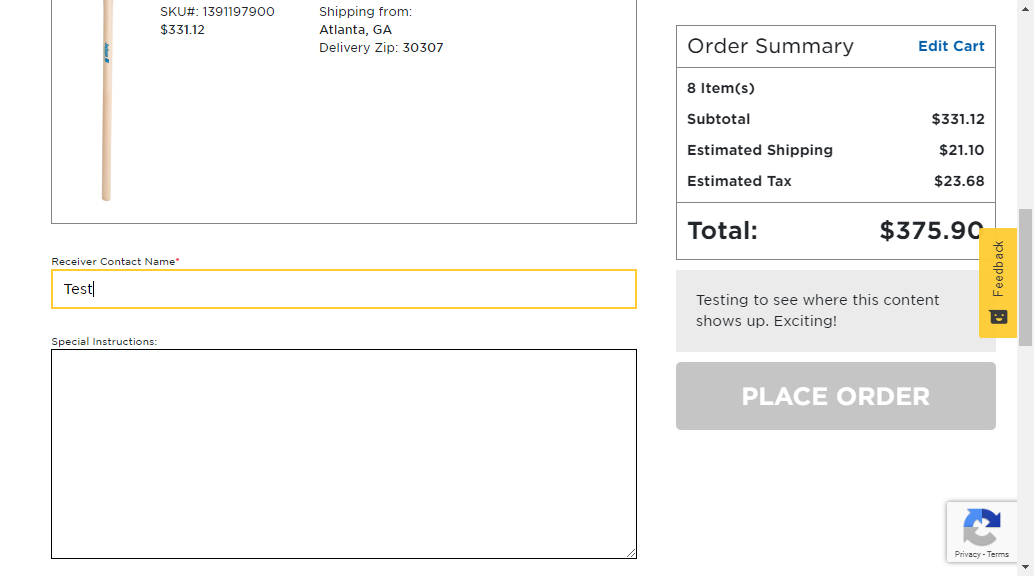 SKU#: 1391197900
$331.12
Shipping from:
Atlanta, GA
Delivery Zip: 30307
Receiver Contact Name*
Test
Special Instructions:
Order Summary
Edit Cart
8 Item(s)
Subtotal $331.12
Estimated Shipping $21.10
Estimated Tax $23.68
Total: $375.90
Testing to see where this content
shows up. Exciting!
PLACE ORDER
Feedback
Privacy - Terms